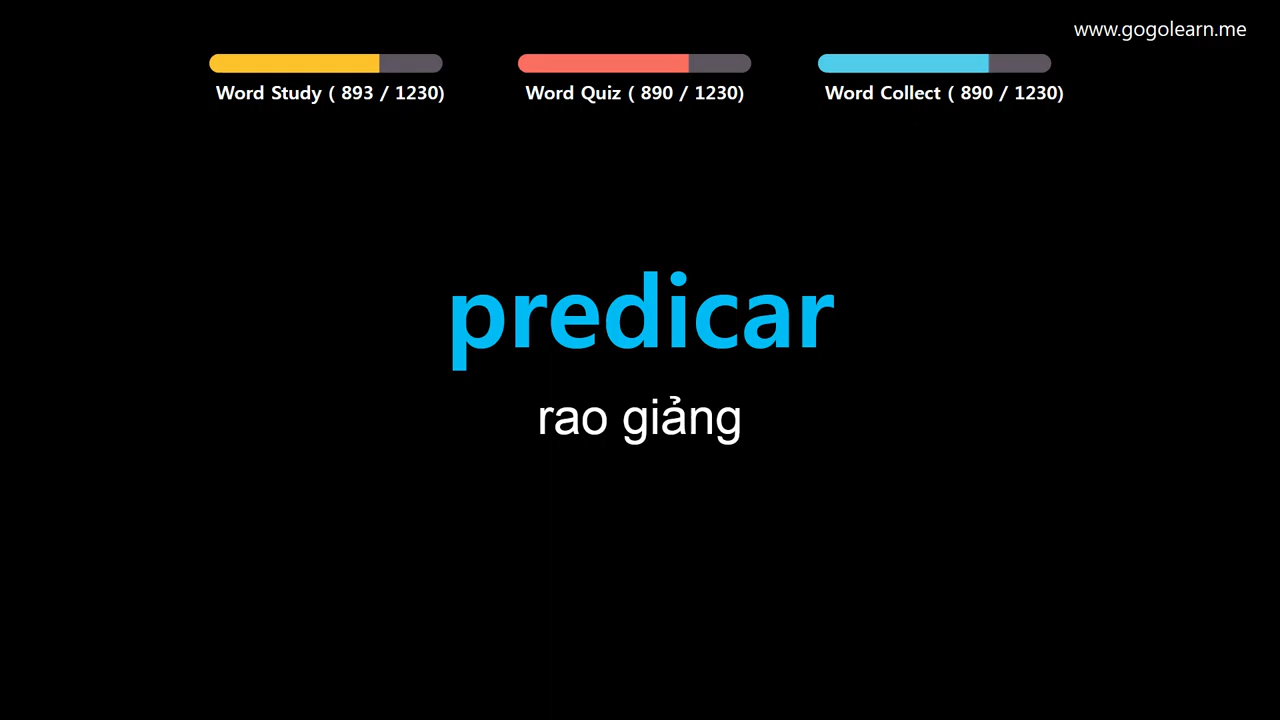 www.gogolearn.me
Word Study ( 893 / 1230)
Word Quiz ( 890 / 1230)
Word Collect ( 890 / 1230)
predicar
rao giảng